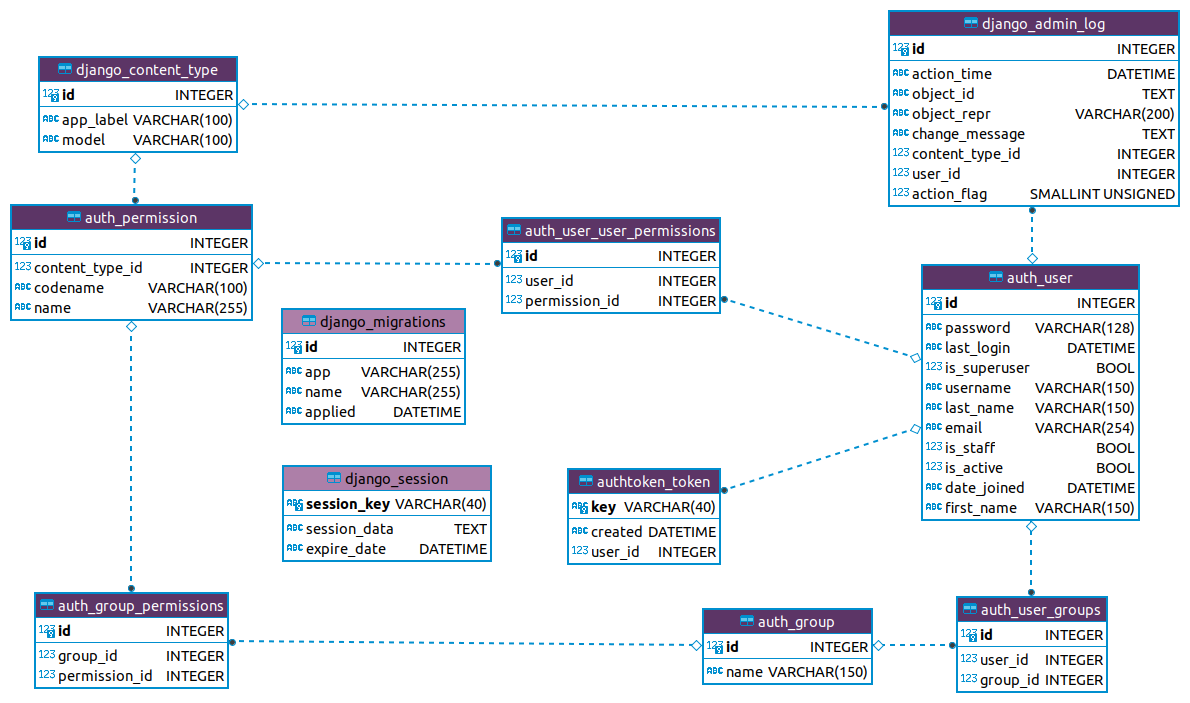 django_admin_log
123 id INTEGER
ABC action_time DATETIME
ABC object_id TEXT
ABC object_repr VARCHAR(200)
ABC change_message TEXT
123 content_type_id INTEGER
123 user_id INTEGER
123 action_flag SMALLINT UNSIGNED
django_content_type
123 id INTEGER
ABC app_label VARCHAR(100)
ABC model VARCHAR(100)
auth_permission
123 id INTEGER
123 content_type_id INTEGER
ABC codename VARCHAR(100)
ABC name VARCHAR(255)
auth_user_user_permissions
123 id INTEGER
123 user_id INTEGER
123 permission_id INTEGER
auth_user
123 id INTEGER
ABC password VARCHAR(128)
ABC last_login DATETIME
123 is_superuser BOOL
ABC username VARCHAR(150)
ABC last_name VARCHAR(150)
ABC email VARCHAR(254)
123 is_staff BOOL
123 is_active BOOL
ABC date_joined DATETIME
ABC first_name VARCHAR(150)
django_migrations
123 id INTEGER
ABC app VARCHAR(255)
ABC name VARCHAR(255)
ABC applied DATETIME
django_session
ABC session_key VARCHAR(40)
ABC session_data TEXT
ABC expire_date DATETIME
authtoken_token
ABC key VARCHAR(40)
ABC created DATETIME
123 user_id INTEGER
auth_group_permissions
123 id INTEGER
123 group_id INTEGER
123 permission_id INTEGER
auth_group
123 id INTEGER
ABC name VARCHAR(150)
auth_user_groups
123 id INTEGER
123 user_id INTEGER
123 group_id INTEGER